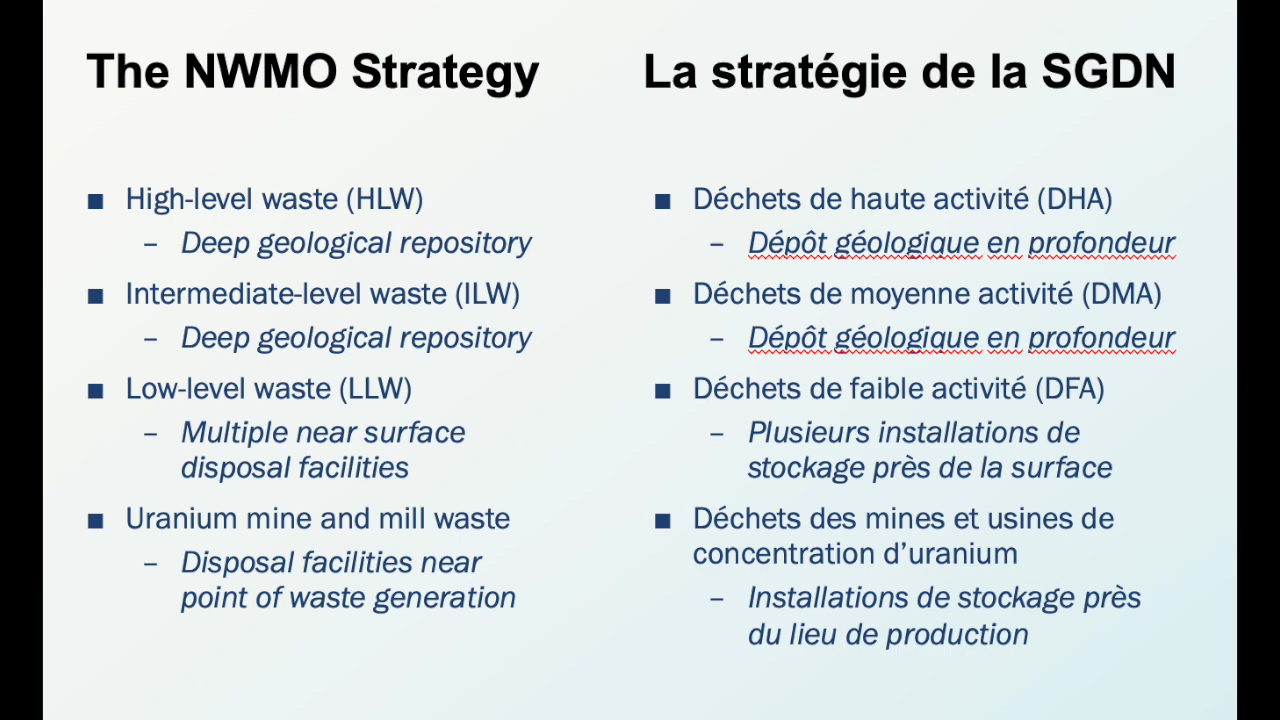 The NWMO Strategy
■ High-level waste (HLW)
– Deep geological repository
■ Intermediate-level waste (ILW)
– Deep geological repository
■ Low-level waste (LLW)
– Multiple near surface
disposal facilities
■ Uranium mine and mill waste
– Disposal facilities near
point of waste generation
La stratégie de la SGDN
■ Déchets de haute activité (DHA)
– Dépôt géologique en profondeur
■ Déchets de moyenne activité (DMA)
– Dépôt géologique en profondeur
■ Déchets de faible activité (DFA)
– Plusieurs installations de
stockage près de la surface
■ Déchets des mines et usines de
concentration d’uranium
– Installations de stockage près
du lieu de production